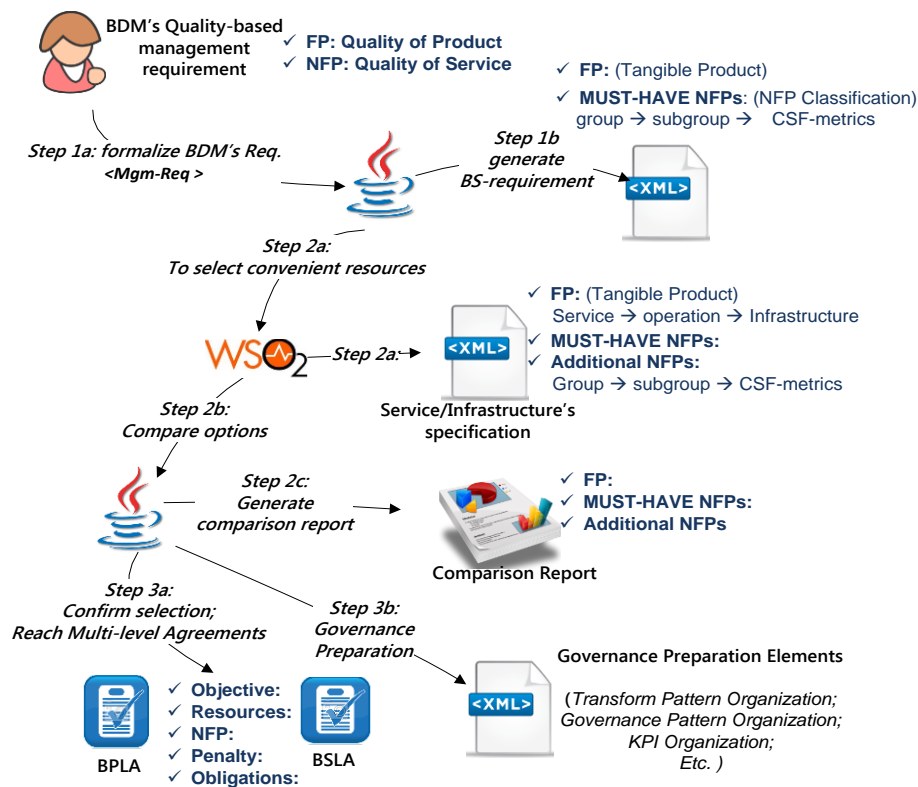 BDM's Quality-based
management
requirement
✓ FP: Quality of Product
✓ NFP: Quality of Service
✓ FP: (Tangible Product)
✓ MUST-HAVE NFPs: (NFP Classification)
group → subgroup → CSF-metrics
Step 1a: formalize BDM's Req.
<Mgm-Req >
Step 1b
generate
BS-requirement
<XML>
Step 2a:
To select convenient resources
WSO2
Step 2a:
<XML>
✓ FP: (Tangible Product)
Service → operation → Infrastructure
✓ MUST-HAVE NFPs:
✓ Additional NFPs:
Group → subgroup → CSF-metrics
Service/Infrastructure's
specification
Step 2b:
Compare options
Step 2c:
Generate
comparison report
✓ FP:
✓ MUST-HAVE NFPs:
✓ Additional NFPs
Comparison Report
Step 3a:
Confirm selection;
Reach Multi-level Agreements
Step 3b:
Governance
Preparation
BPLA
✓ Objective:
✓ Resources:
✓ NFP:
✓ Penalty:
✓ Obligations:
BSLA
<XML>
Governance Preparation Elements
(Transform Pattern Organization;
Governance Pattern Organization;
KPI Organization;
Etc. )